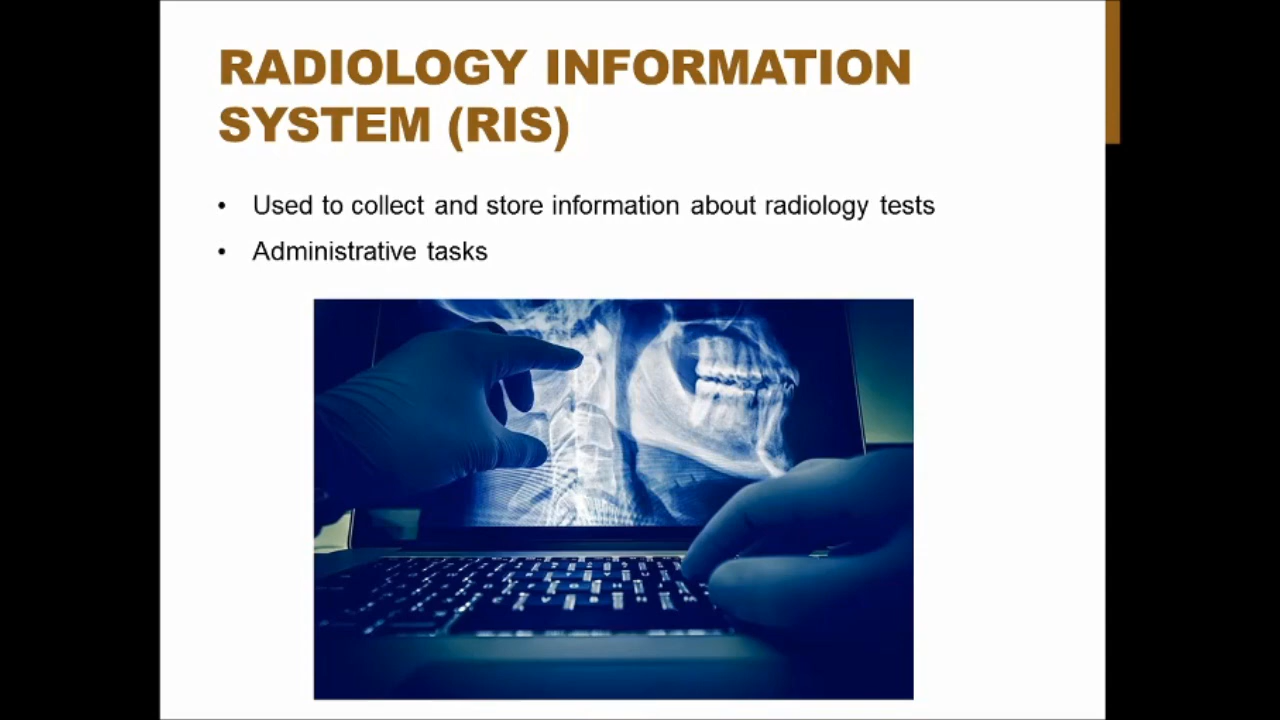 RADIOLOGY INFORMATION
SYSTEM (RIS)
• Used to collect and store information about radiology tests
• Administrative tasks